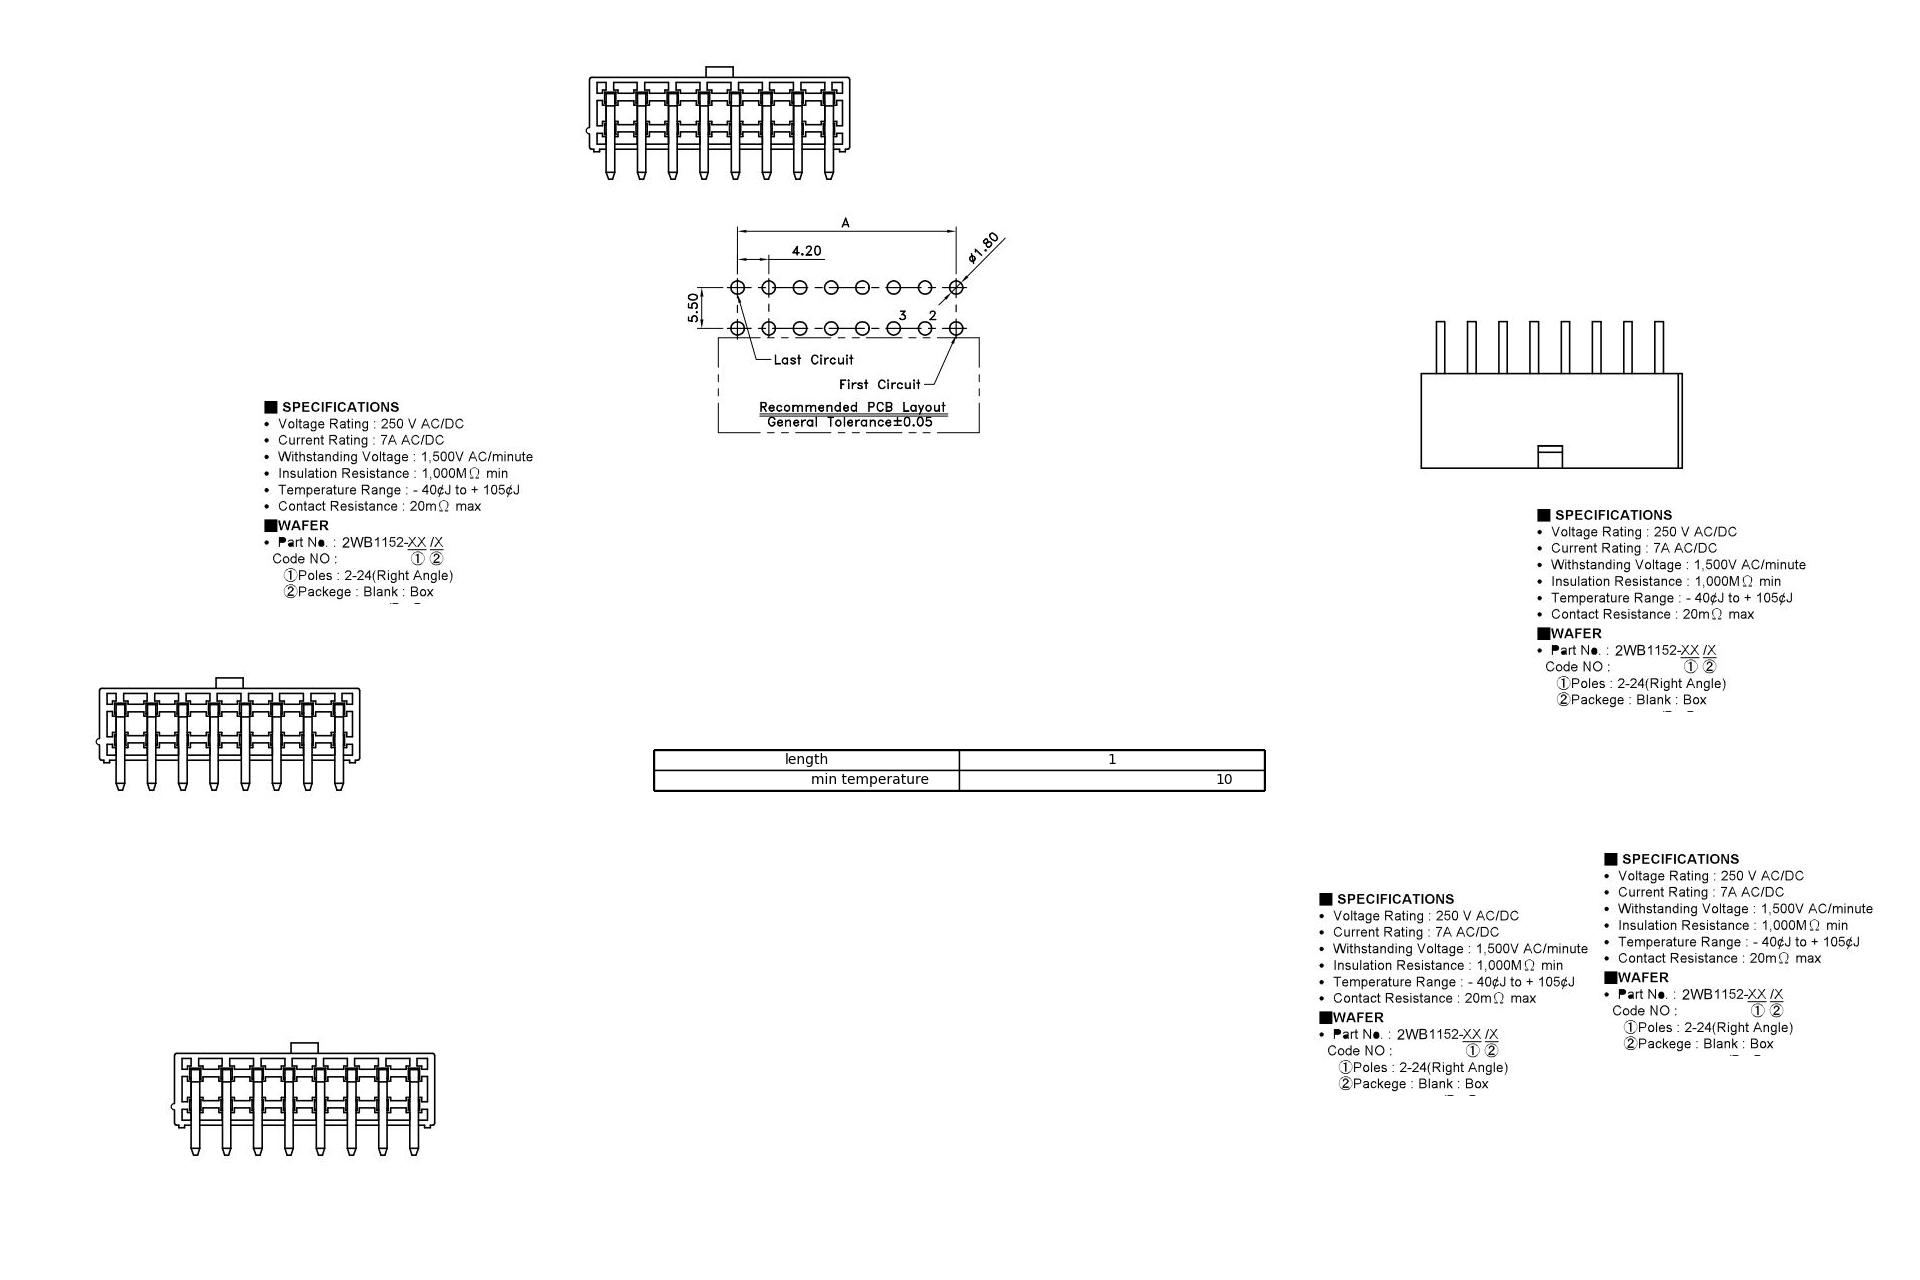 A
4.20
ø1.80
5.50
3 2
Last Circuit
First Circuit
Recommended PCB Layout
General Tolerance±0.05
■ SPECIFICATIONS
• Voltage Rating : 250 V AC/DC
• Current Rating : 7A AC/DC
• Withstanding Voltage : 1,500V AC/minute
• Insulation Resistance : 1,000MΩ min
• Temperature Range : - 40¢J to + 105¢J
• Contact Resistance : 20mΩ max
■WAFER
• Part No. : 2WB1152-XX /X
Code NO : ① ②
①Poles : 2-24(Right Angle)
②Packege : Blank : Box
■ SPECIFICATIONS
• Voltage Rating : 250 V AC/DC
• Current Rating : 7A AC/DC
• Withstanding Voltage : 1,500V AC/minute
• Insulation Resistance : 1,000MΩ min
• Temperature Range : - 40¢J to + 105¢J
• Contact Resistance : 20mΩ max
■WAFER
• Part No. : 2WB1152-XX /X
Code NO : ① ②
①Poles : 2-24(Right Angle)
②Packege : Blank : Box
length 1
min temperature 10
■ SPECIFICATIONS
• Voltage Rating : 250 V AC/DC
• Current Rating : 7A AC/DC
• Withstanding Voltage : 1,500V AC/minute
• Insulation Resistance : 1,000MΩ min
• Temperature Range : - 40¢J to + 105¢J
• Contact Resistance : 20mΩ max
■WAFER
• Part No. : 2WB1152-XX /X
Code NO : ① ②
①Poles : 2-24(Right Angle)
②Packege : Blank : Box
■ SPECIFICATIONS
• Voltage Rating : 250 V AC/DC
• Current Rating : 7A AC/DC
• Withstanding Voltage : 1,500V AC/minute
• Insulation Resistance : 1,000MΩ min
• Temperature Range : - 40¢J to + 105¢J
• Contact Resistance : 20mΩ max
■WAFER
• Part No. : 2WB1152-XX /X
Code NO : ① ②
①Poles : 2-24(Right Angle)
②Packege : Blank : Box